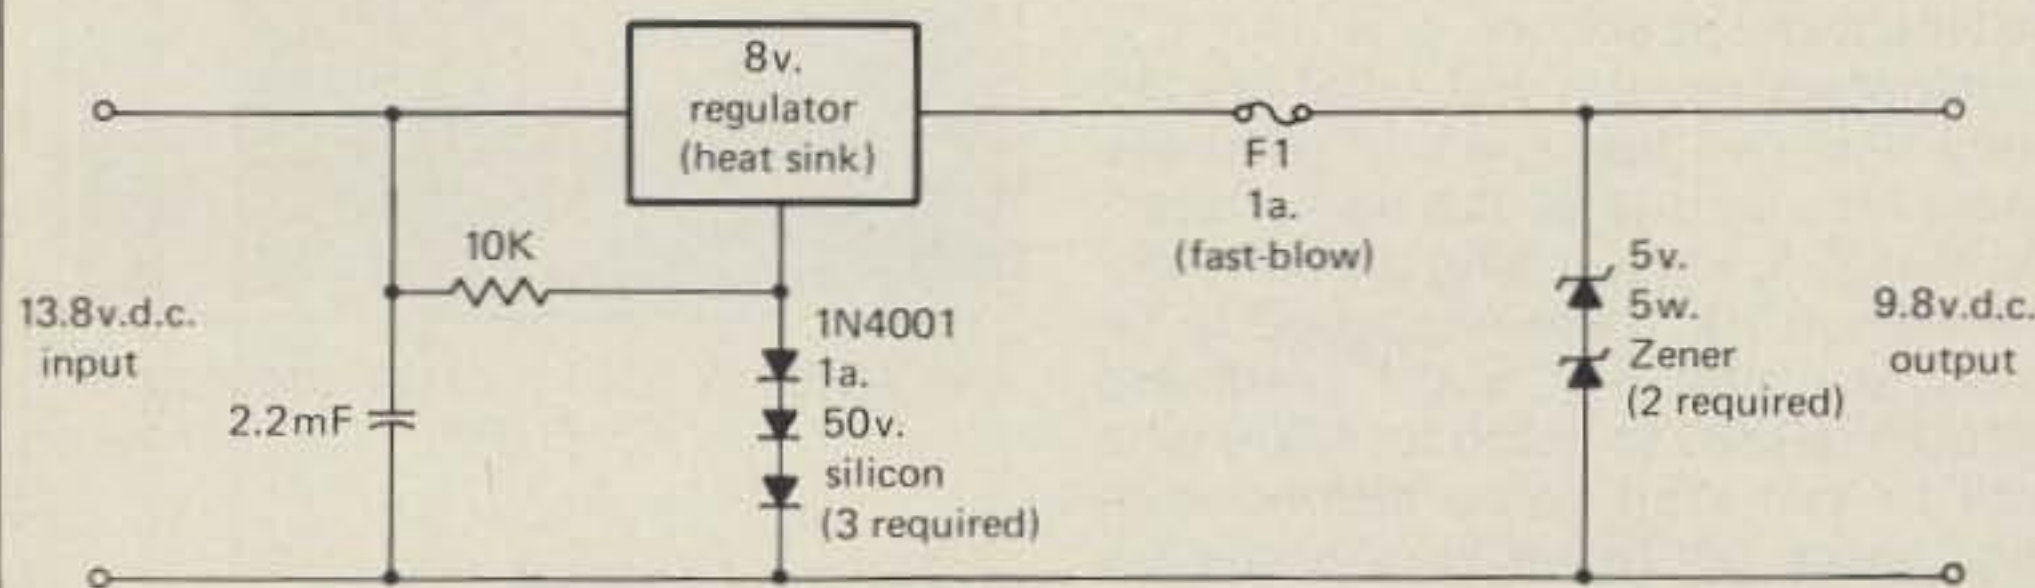 8v.
regulator
(heat sink)
F1
1a.
(fast-blow)
10K
13.8v.d.c.
input
2.2mF
1N4001
1a.
50v.
silicon
(3 required)
5v.
5w.
Zener
(2 required)
9.8v.d.c.
output